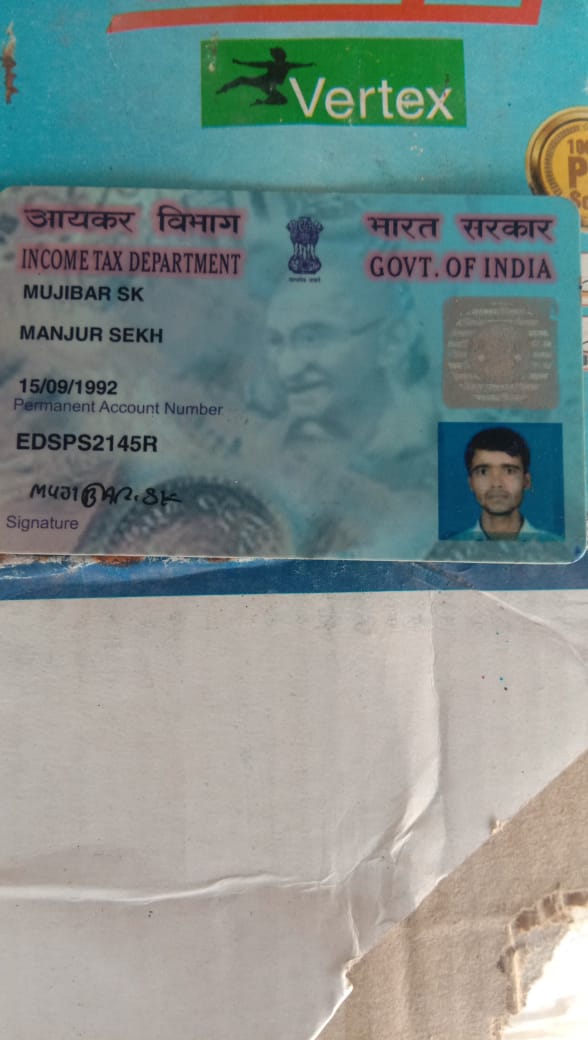 Vertex
आयकर विभाग
INCOME TAX DEPARTMENT
भारत सरकार
GOVT. OF INDIA
MUJIBAR SK
MANJUR SEKH
15/09/1992
Permanent Account Number
EDSPS2145R
MUJIBAR.SK
Signature